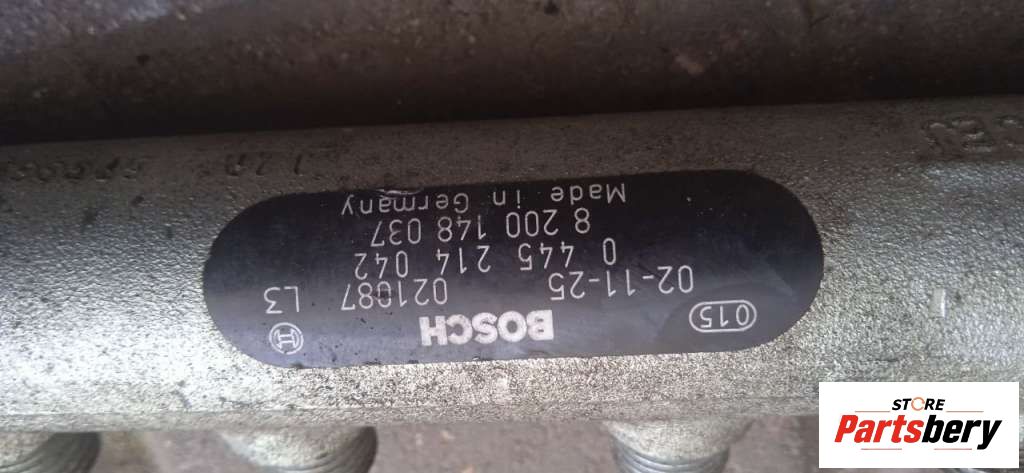 BOSCH
015
02-11-25 021087 L3
0 445 214 042
8 200 148 037
Made in Germany
STORE
Partsbery